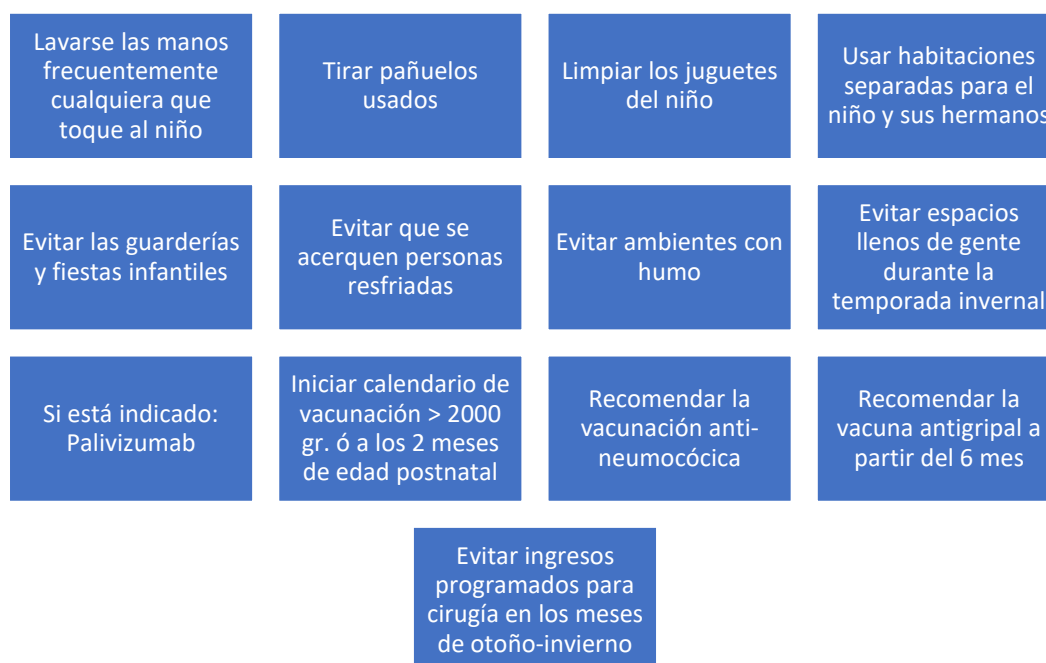 Lavarse las manos
frecuentemente
cualquiera que
toque al niño
Tirar pañuelos
usados
Limpiar los juguetes
del niño
Usar habitaciones
separadas para el
niño y sus hermanos
Evitar las guarderías
y fiestas infantiles
Evitar que se
acerquen personas
resfriadas
Evitar ambientes con
humo
Evitar espacios
llenos de gente
durante la
temporada invernal
Si está indicado:
Palivizumab
Iniciar calendario de
vacunación > 2000
gr. ó a los 2 meses
de edad postnatal
Recomendar la
vacunación anti-
neumocócica
Recomendar la
vacuna antigripal a
partir del 6 mes
Evitar ingresos
programados para
cirugía en los meses
de otoño-invierno